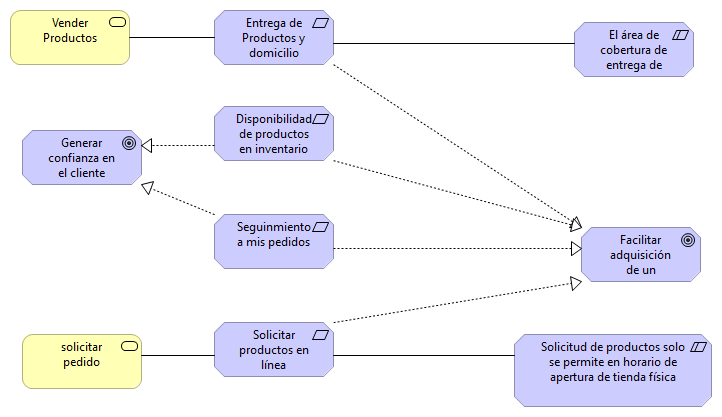 Vender
Productos
Entrega de
Productos y
domicilio
El área de
cobertura de
entrega de
Disponibilidad
de productos
en inventario
Generar
confianza en
el cliente
Seguinmiento
a mis pedidos
Facilitar
adquisición
de un
solicitar
pedido
Solicitar
productos en
línea
Solicitud de productos solo
se permite en horario de
apertura de tienda física